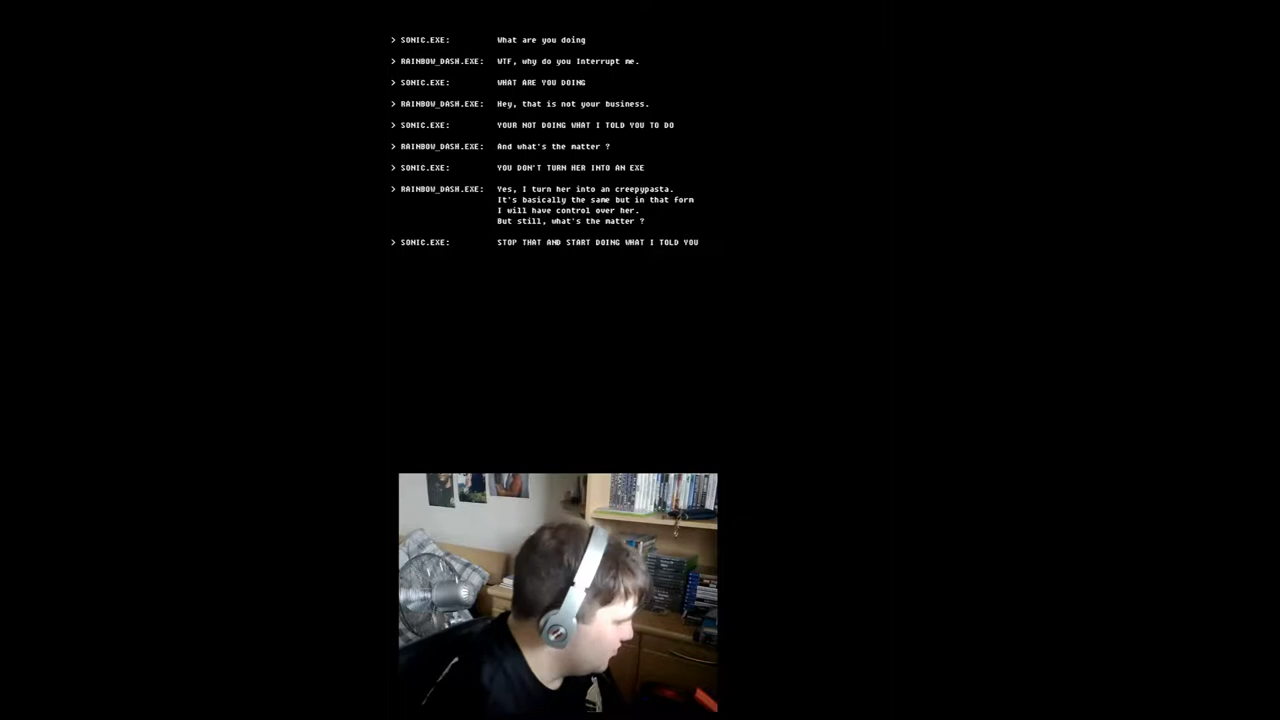 > SONIC.EXE: What are you doing
> RAINBOW_DASH.EXE: WTF, why do you Interrupt me.
> SONIC.EXE: WHAT ARE YOU DOING
> RAINBOW_DASH.EXE: Hey, that is not your business.
> SONIC.EXE: YOUR NOT DOING WHAT I TOLD YOU TO DO
> RAINBOW_DASH.EXE: And what's the matter ?
> SONIC.EXE: YOU DON'T TURN HER INTO AN EXE
> RAINBOW_DASH.EXE: Yes, I turn her into an creepypasta.
It's basically the same but in that form
I will have control over her.
But still, what's the matter ?
> SONIC.EXE: STOP THAT AND START DOING WHAT I TOLD YOU